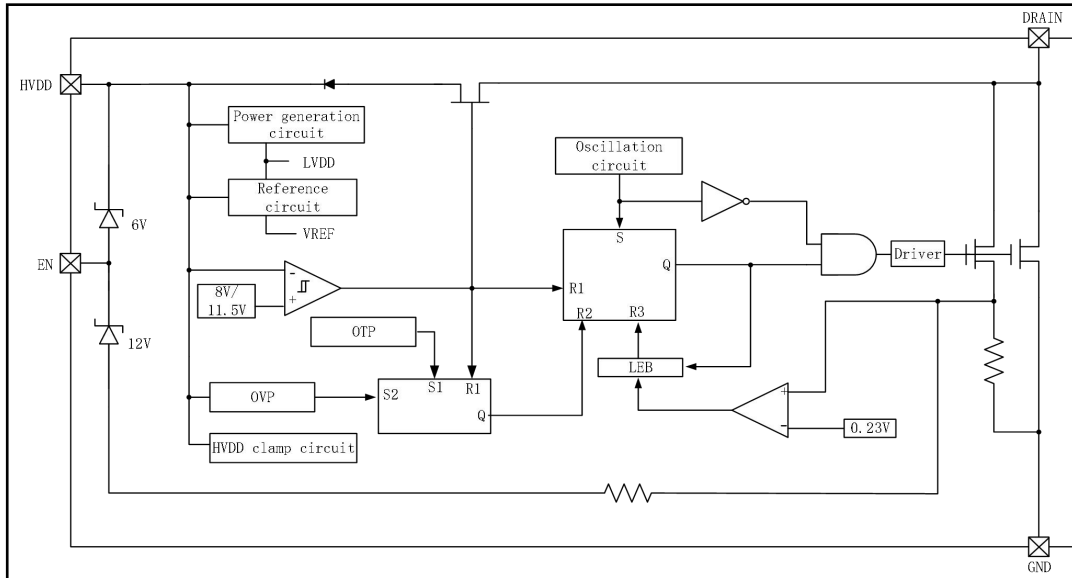 DRAIN
HVDD
Power generation
circuit
LVDD
Oscillation
circuit
Reference
circuit
6V
VREF
EN
S
Q
Driver
8V/
11.5V
-
+
R1
R2
R3
12V
OTP
LEB
S1
R1
OVP
S2
Q
+
-
0.23V
HVDD clamp circuit
GND